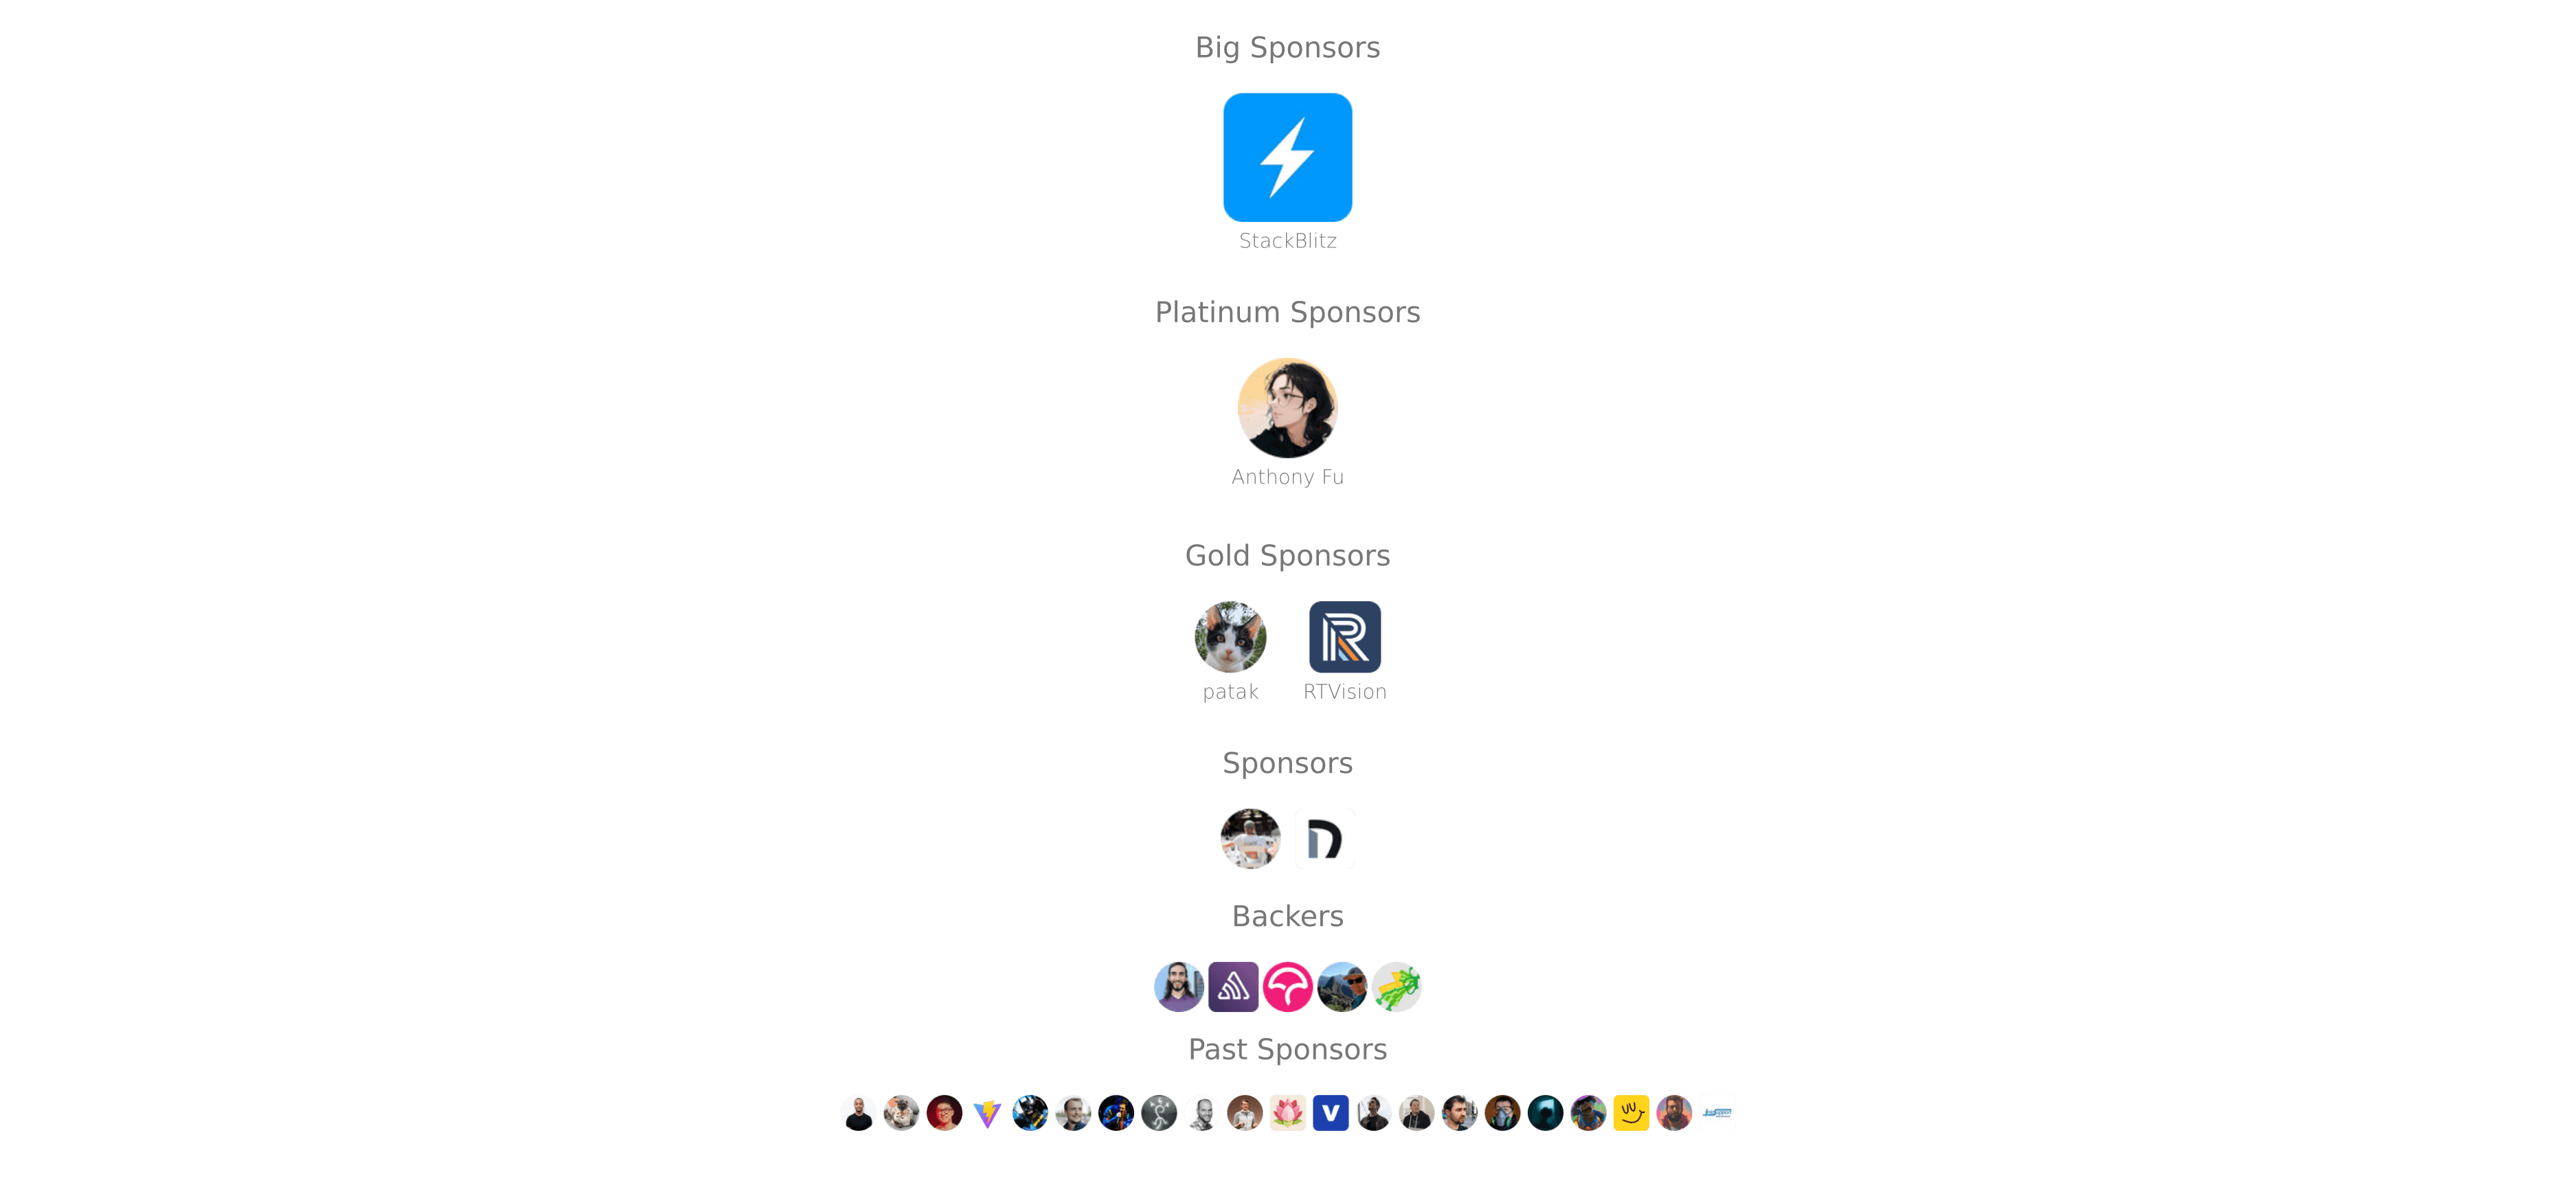 Big Sponsors
StackBlitz
Platinum Sponsors
Anthony Fu
Gold Sponsors
patak RTVision
Sponsors
Backers
Past Sponsors
V